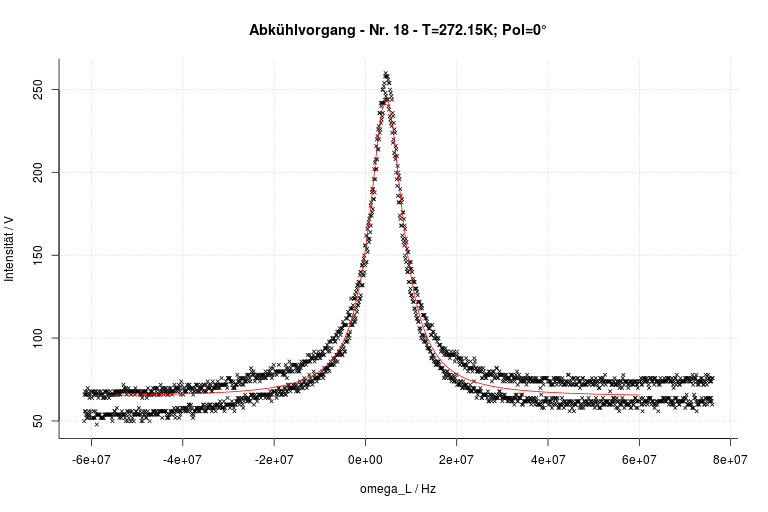 Abkühlvorgang - Nr. 18 - T=272.15K; Pol=0°
Intensität / V
250
200
150
100
50
-6e+07 -4e+07 -2e+07 0e+00 2e+07 4e+07 6e+07 8e+07
omega_L / Hz